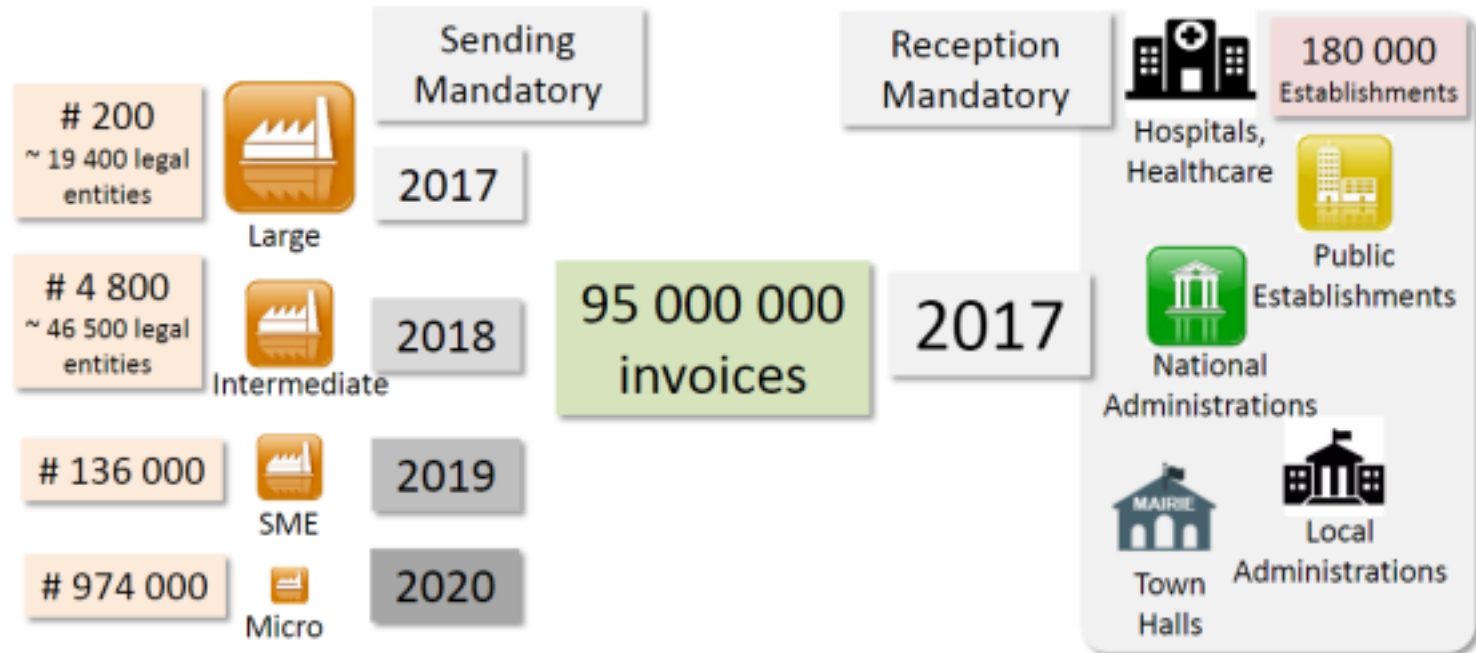 Sending
Mandatory
Reception
Mandatory
180 000
Establishments
# 200
~ 19 400 legal
entities
Large
2017
Hospitals,
Healthcare
Public
Establishments
# 4 800
~ 46 500 legal
entities
Intermediate
2018
95 000 000
invoices
2017
National
Administrations
# 136 000
SME
2019
MAIRIE
Town
Halls
Local
Administrations
# 974 000
Micro
2020